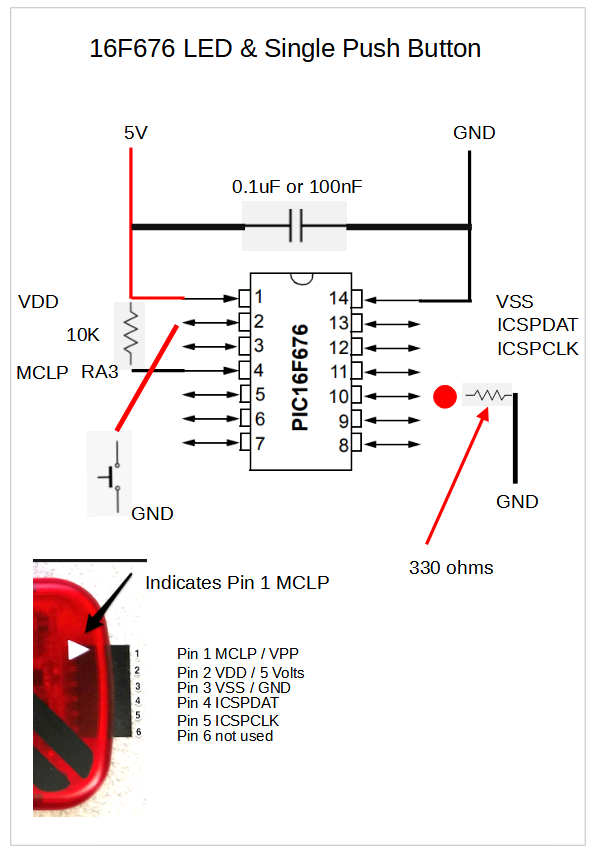 16F676 LED & Single Push Button
5V
GND
0.1uF or 100nF
VDD
1
14
VSS
2
13
ICSPDAT
10K
3
12
ICSPCLK
MCLP RA3
4
11
5
10
6
9
7
8
PIC16F676
GND
GND
330 ohms
Indicates Pin 1 MCLP
1
2
3
4
5
6
Pin 1 MCLP / VPP
Pin 2 VDD / 5 Volts
Pin 3 VSS / GND
Pin 4 ICSPDAT
Pin 5 ICSPCLK
Pin 6 not used